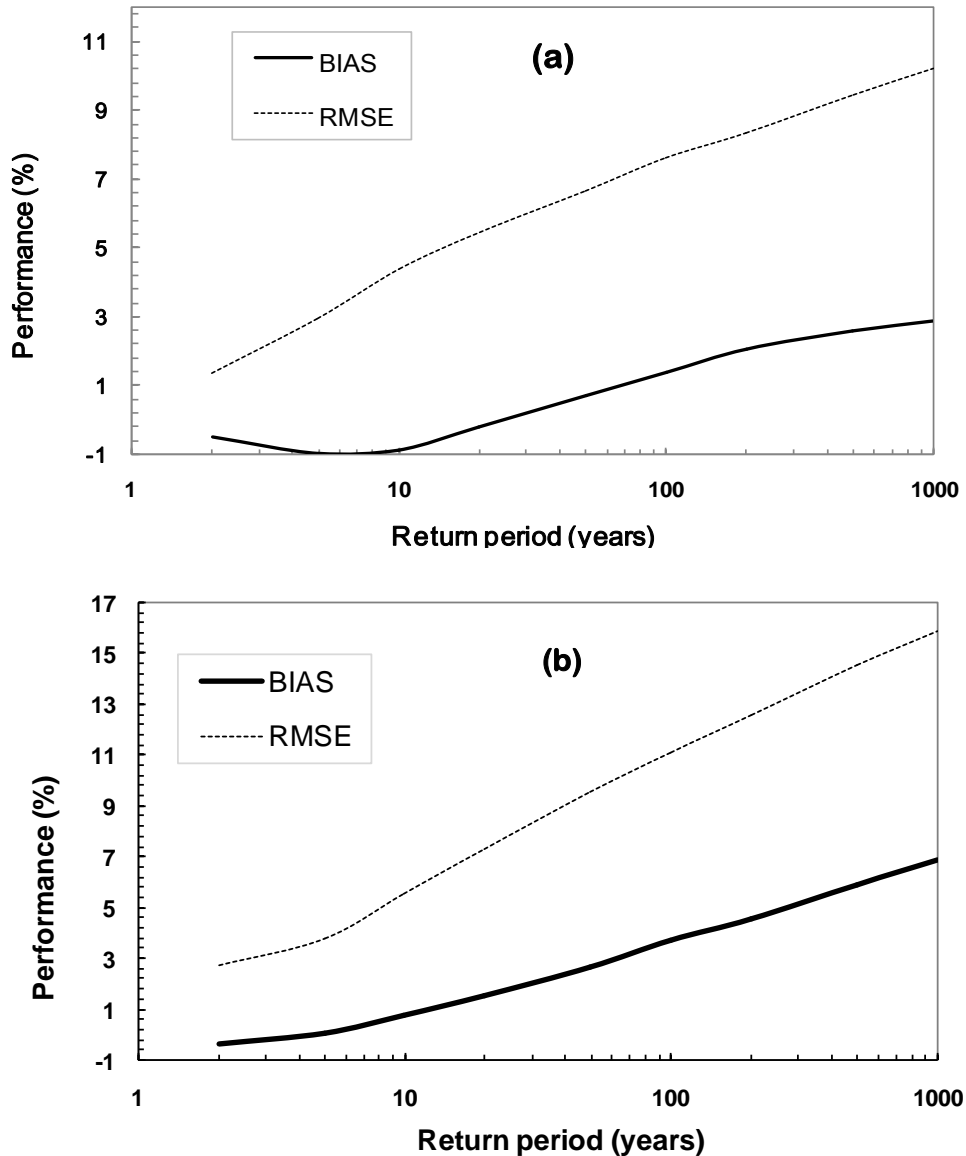 (a)
BIAS
RMSE
11
9
7
5
3
1
-1
Performance (%)
1 10 100 1000
Return period (years)
(b)
BIAS
RMSE
17
15
13
11
9
7
5
3
1
-1
Performance (%)
1 10 100 1000
Return period (years)